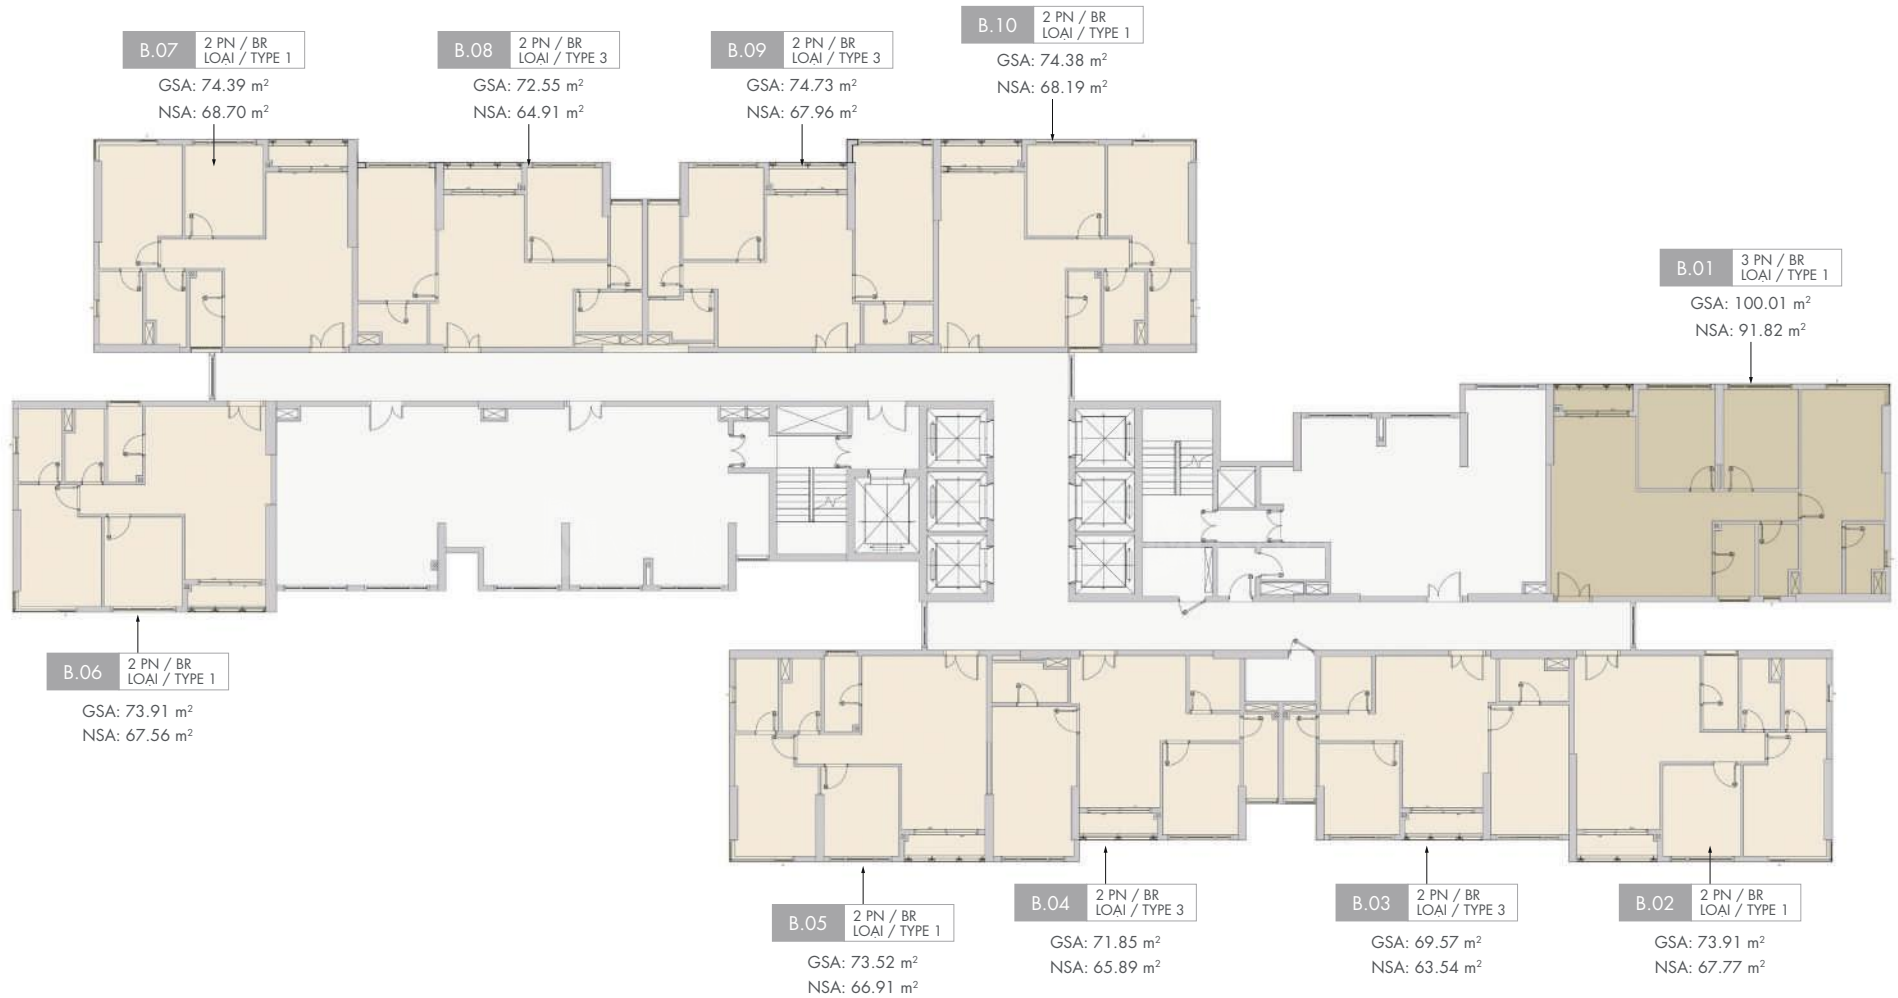 B.07
2 PN / BR
LOẠI / TYPE 1
GSA: 74.39 m²
NSA: 68.70 m²
B.08
2 PN / BR
LOẠI / TYPE 3
GSA: 72.55 m²
NSA: 64.91 m²
B.09
2 PN / BR
LOẠI / TYPE 3
GSA: 74.73 m²
NSA: 67.96 m²
B.10
2 PN / BR
LOẠI / TYPE 1
GSA: 74.38 m²
NSA: 68.19 m²
B.01
3 PN / BR
LOẠI / TYPE 1
GSA: 100.01 m²
NSA: 91.82 m²
B.06
2 PN / BR
LOẠI / TYPE 1
GSA: 73.91 m²
NSA: 67.56 m²
B.05
2 PN / BR
LOẠI / TYPE 1
GSA: 73.52 m²
NSA: 66.91 m²
B.04
2 PN / BR
LOẠI / TYPE 3
GSA: 71.85 m²
NSA: 65.89 m²
B.03
2 PN / BR
LOẠI / TYPE 3
GSA: 69.57 m²
NSA: 63.54 m²
B.02
2 PN / BR
LOẠI / TYPE 1
GSA: 73.91 m²
NSA: 67.77 m²